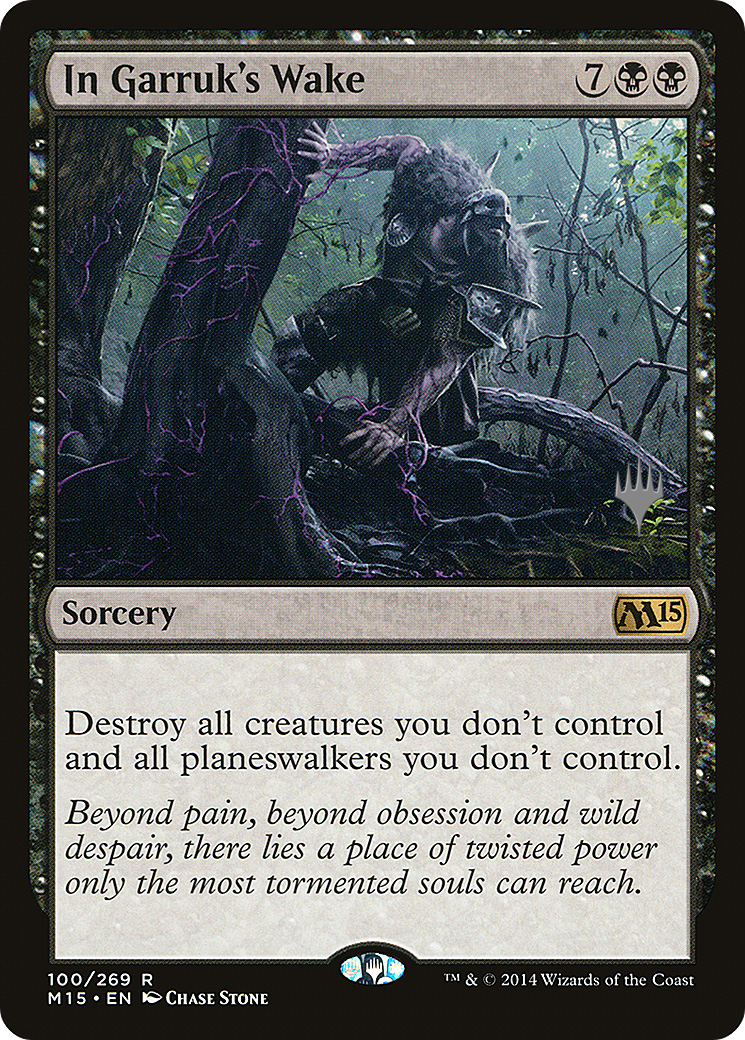 In Garruk's Wake 7
Sorcery M15
Destroy all creatures you don't control
and all planeswalkers you don't control.
Beyond pain, beyond obsession and wild
despair, there lies a place of twisted power
only the most tormented souls can reach.
100/269 R
M15 • EN Chase Stone
™ & © 2014 Wizards of the Coast